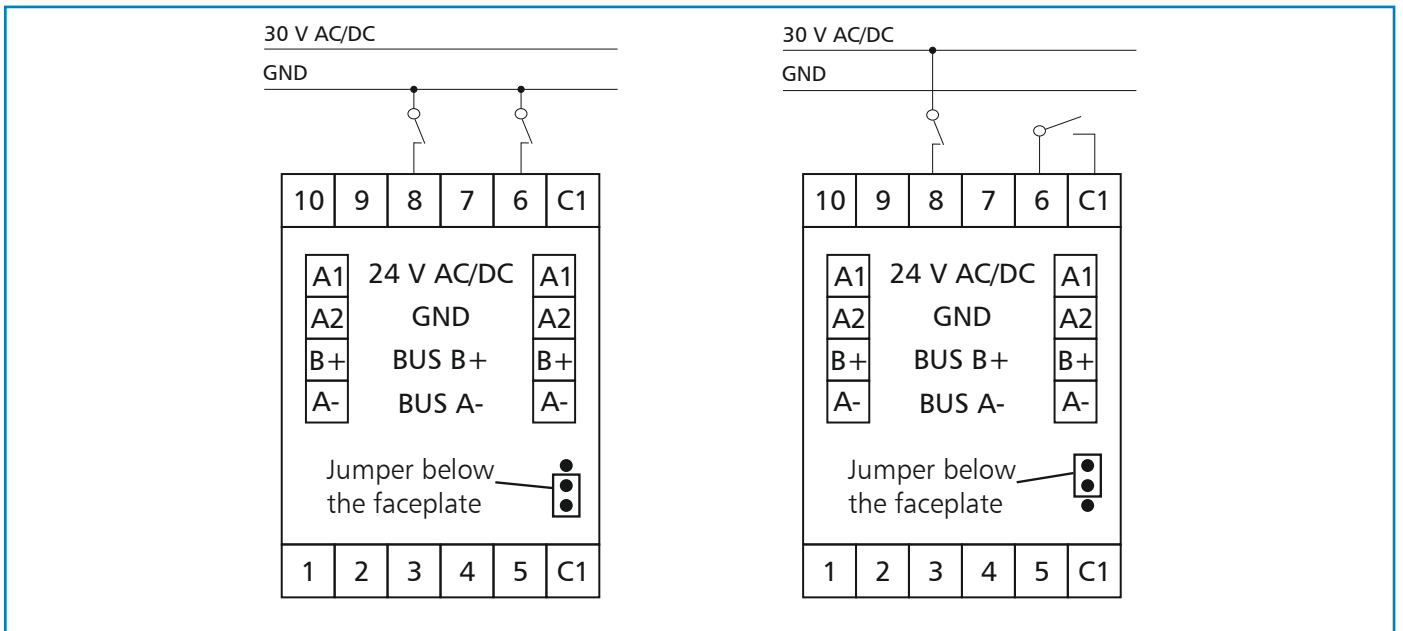 30 V AC/DC
GND
10 9 8 7 6 C1
A1 24 V AC/DC A1
A2 GND A2
B+ BUS B+ B+
A- BUS A- A-
Jumper below
the faceplate
1 2 3 4 5 C1
30 V AC/DC
GND
10 9 8 7 6 C1
A1 24 V AC/DC A1
A2 GND A2
B+ BUS B+ B+
A- BUS A- A-
Jumper below
the faceplate
1 2 3 4 5 C1